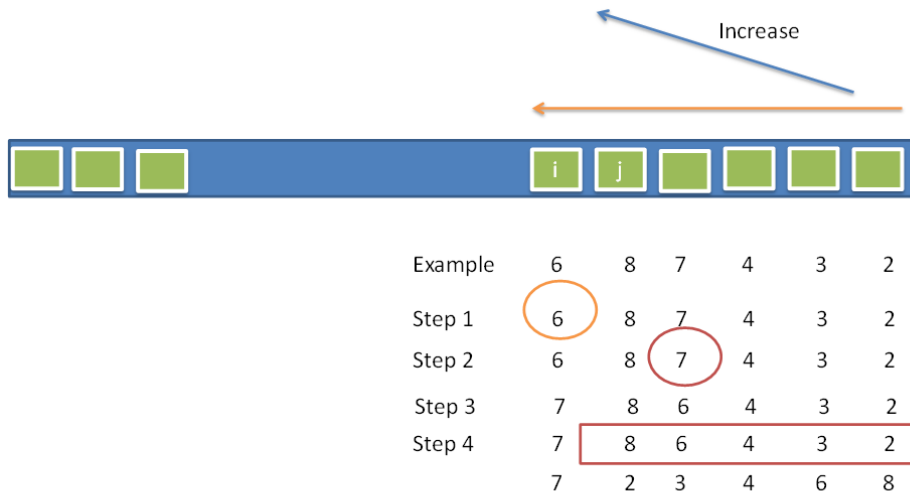 Increase
i j
Example 6 8 7 4 3 2
Step 1 6 8 7 4 3 2
Step 2 6 8 7 4 3 2
Step 3 7 8 6 4 3 2
Step 4 7 8 6 4 3 2
7 2 3 4 6 8